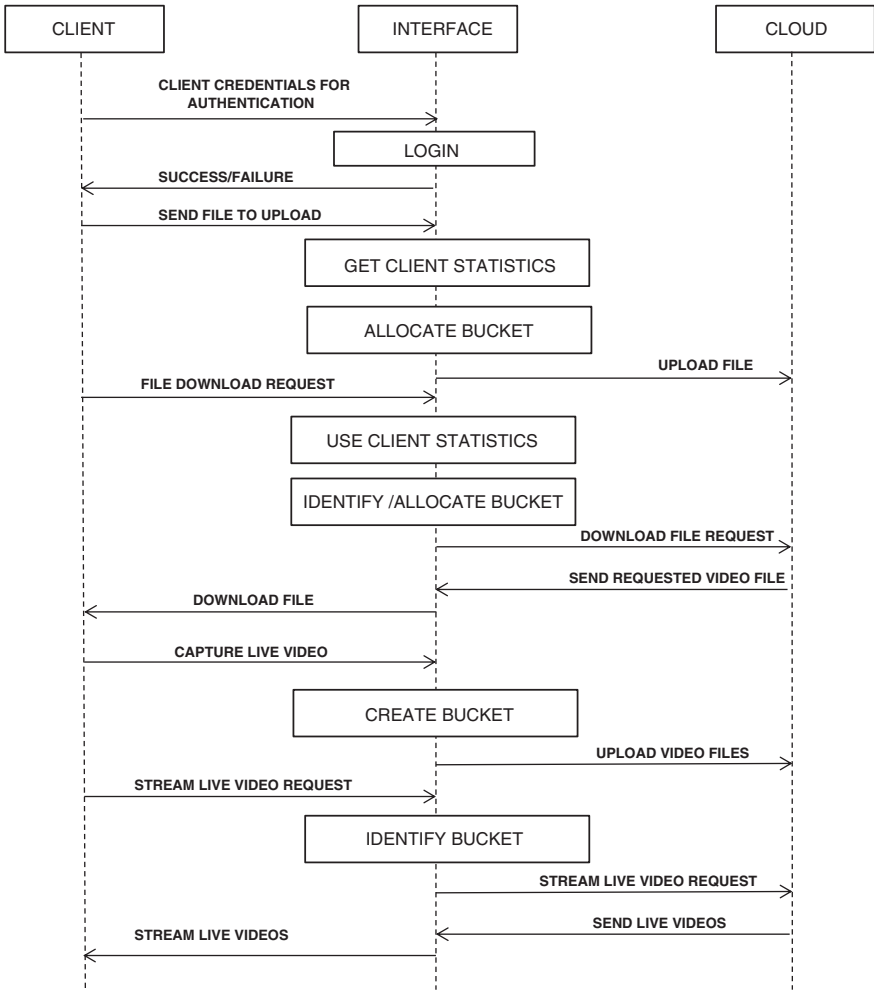 CLIENT
INTERFACE
CLOUD
CLIENT CREDENTIALS FOR
AUTHENTICATION
LOGIN
SUCCESS/FAILURE
SEND FILE TO UPLOAD
GET CLIENT STATISTICS
ALLOCATE BUCKET
UPLOAD FILE
FILE DOWNLOAD REQUEST
USE CLIENT STATISTICS
IDENTIFY /ALLOCATE BUCKET
DOWNLOAD FILE REQUEST
SEND REQUESTED VIDEO FILE
DOWNLOAD FILE
CAPTURE LIVE VIDEO
CREATE BUCKET
UPLOAD VIDEO FILES
STREAM LIVE VIDEO REQUEST
IDENTIFY BUCKET
STREAM LIVE VIDEO REQUEST
SEND LIVE VIDEOS
STREAM LIVE VIDEOS